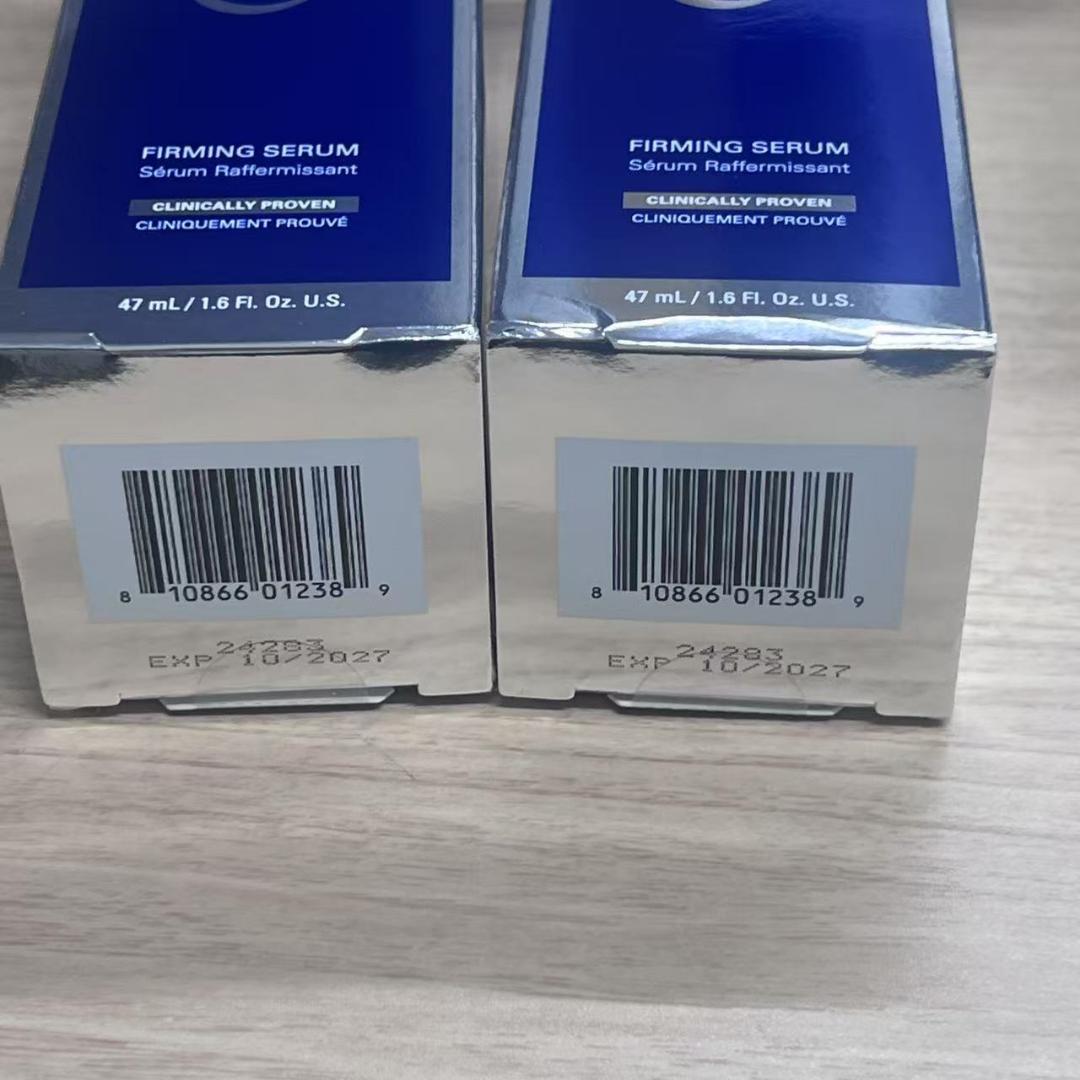 FIRMING SERUM
Sérum Raffermissant
CLINICALLY PROVEN
CLINIQUEMENT PROUVÉ
47 mL / 1.6 Fl. Oz. U.S.
8 10866 01238 9
24283
EXP 10/2027
FIRMING SERUM
Sérum Raffermissant
CLINICALLY PROVEN
CLINIQUEMENT PROUVÉ
47 mL / 1.6 Fl. Oz. U.S.
8 10866 01238 9
24283
EXP 10/2027